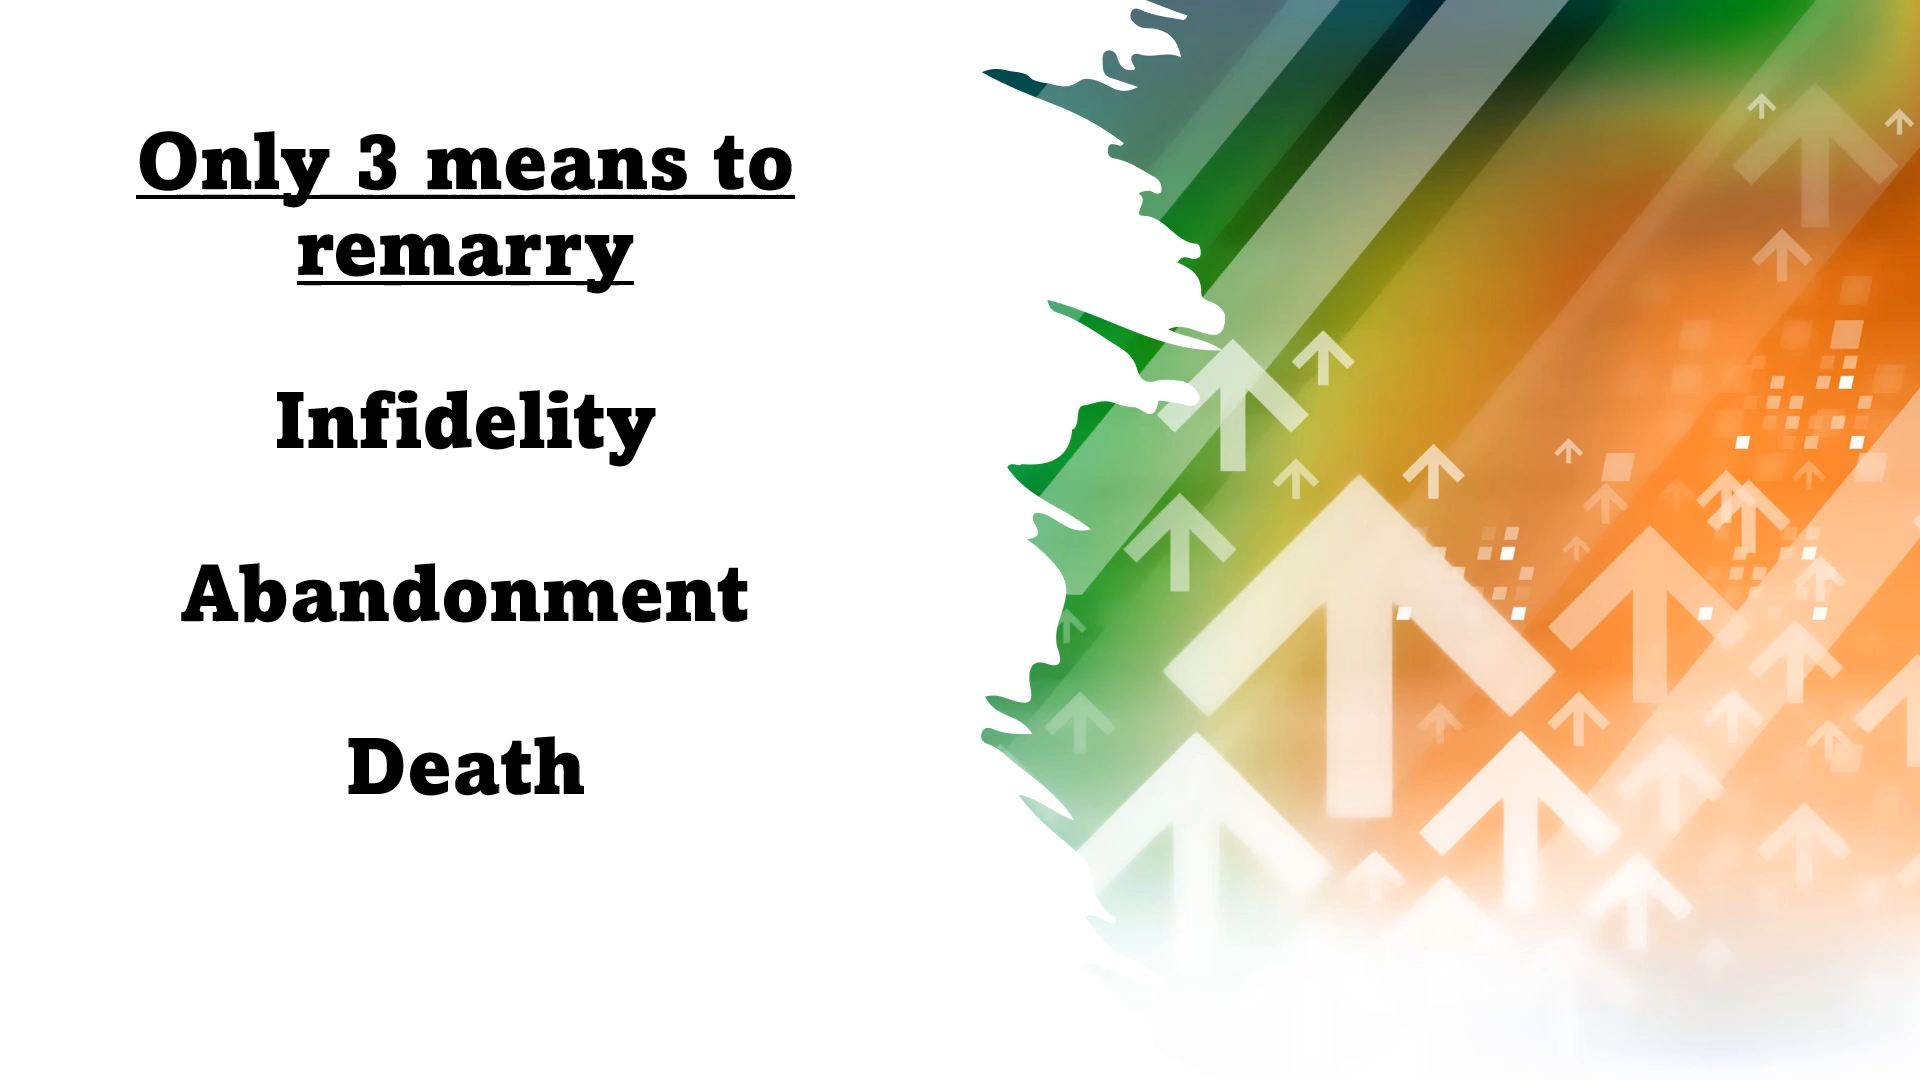 Only 3 means to
remarry
Infidelity
Abandonment
Death